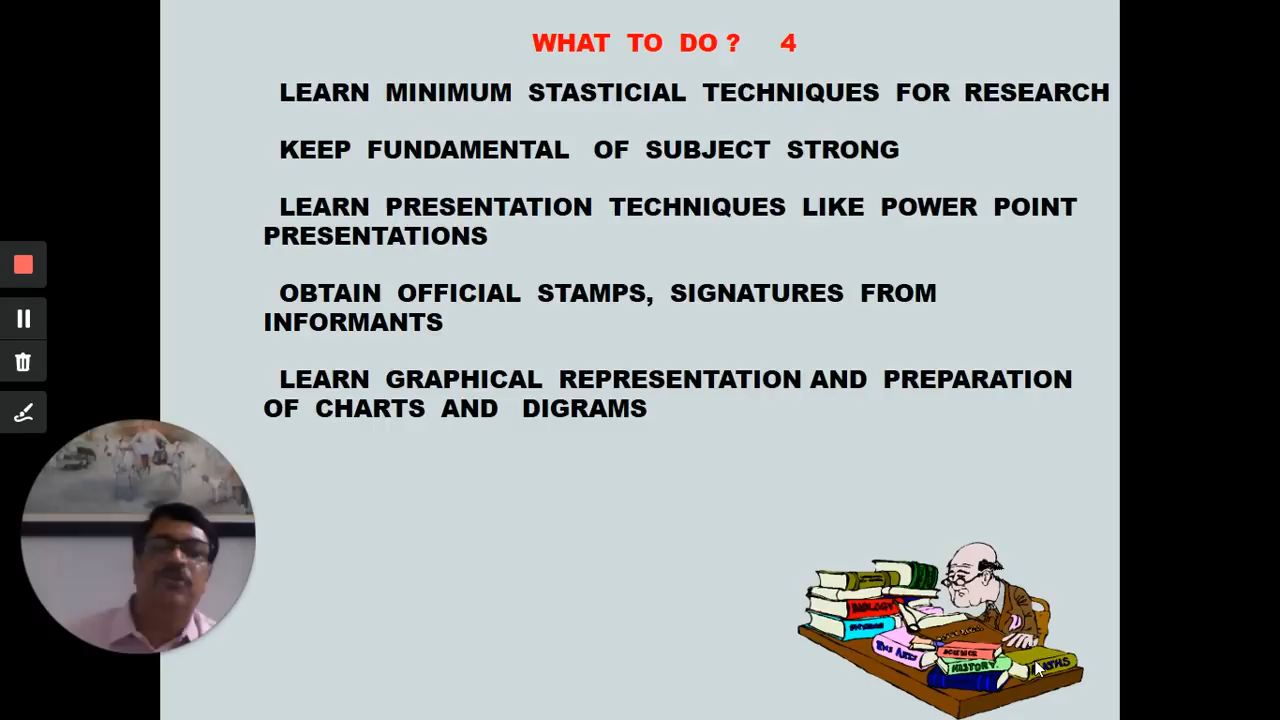 WHAT TO DO ? 4
LEARN MINIMUM STASTICIAL TECHNIQUES FOR RESEARCH
KEEP FUNDAMENTAL OF SUBJECT STRONG
LEARN PRESENTATION TECHNIQUES LIKE POWER POINT
PRESENTATIONS
OBTAIN OFFICIAL STAMPS, SIGNATURES FROM
INFORMANTS
LEARN GRAPHICAL REPRESENTATION AND PREPARATION
OF CHARTS AND DIGRAMS
BIOLOGY
THE ARTS
SCIENCE
HISTORY
MATHS